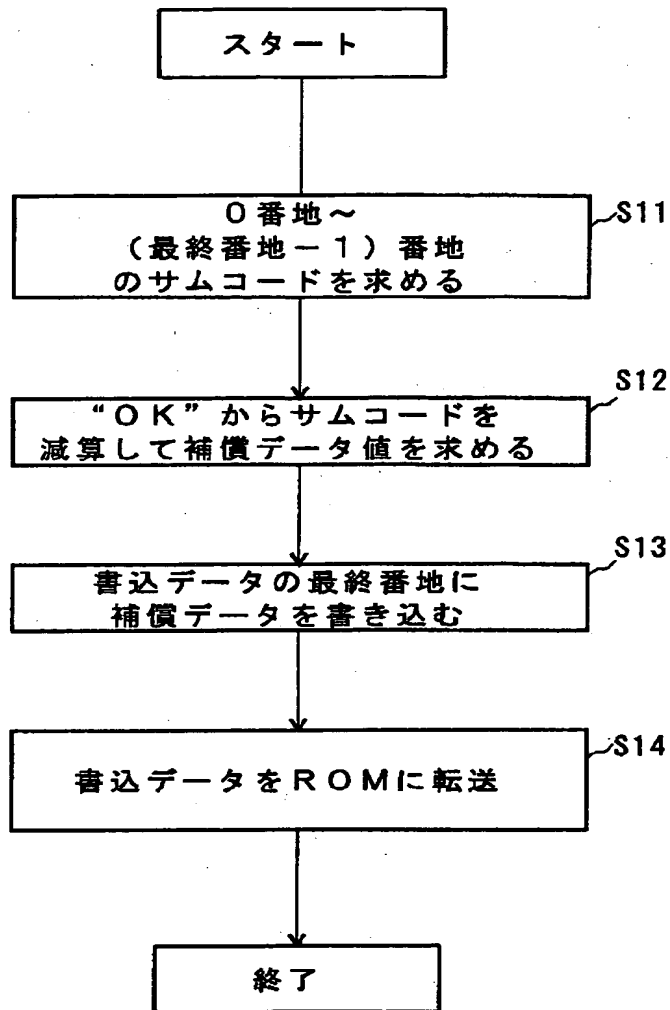 スタート
0番地~
(最終番地-1)番地
のサムコードを求める
S11
“OK”からサムコードを
減算して補償データ値を求める
S12
書込データの最終番地に
補償データを書き込む
S13
書込データをROMに転送
S14
終了